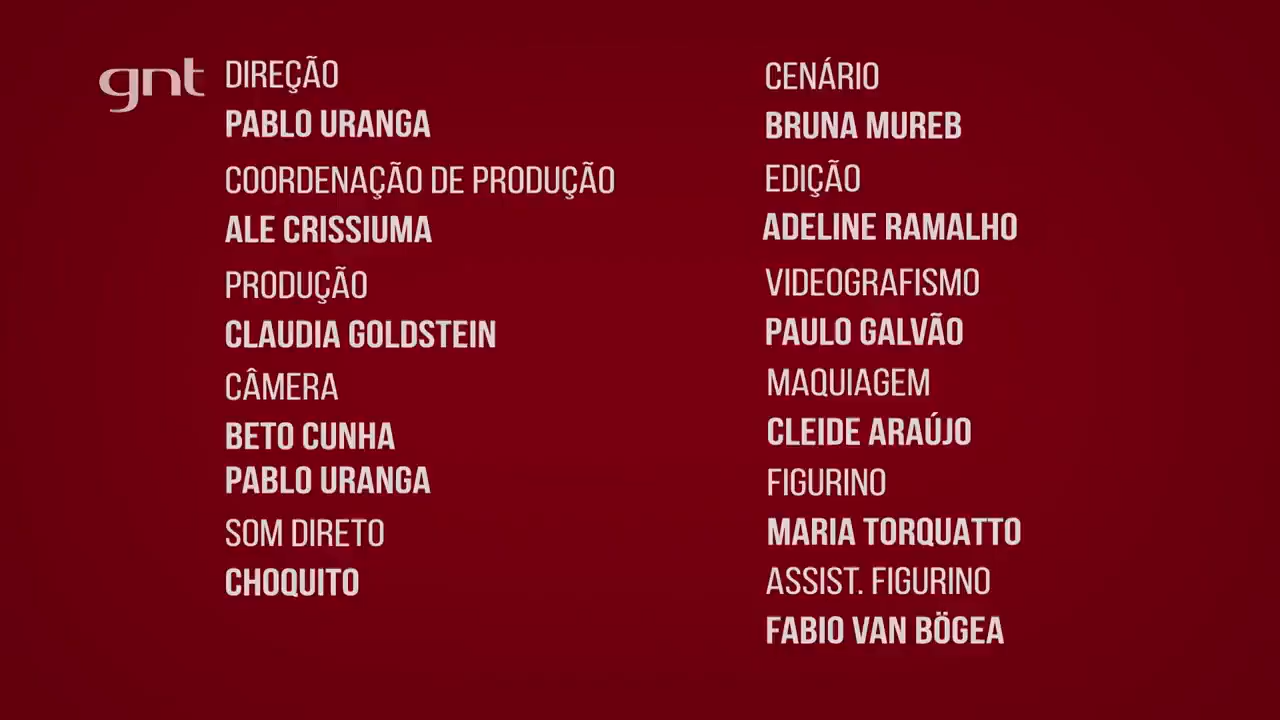 gnt
DIREÇÃO
PABLO URANGA
COORDENAÇÃO DE PRODUÇÃO
ALE CRISSIUMA
PRODUÇÃO
CLAUDIA GOLDSTEIN
CÂMERA
BETO CUNHA
PABLO URANGA
SOM DIRETO
CHOQUITO
CENÁRIO
BRUNA MUREB
EDIÇÃO
ADELINE RAMALHO
VIDEOGRAFISMO
PAULO GALVÃO
MAQUIAGEM
CLEIDE ARAÚJO
FIGURINO
MARIA TORQUATTO
ASSIST. FIGURINO
FABIO VAN BÖGEA